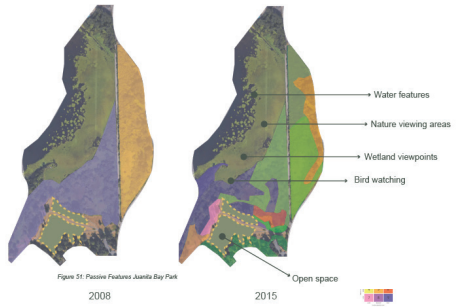 Water features
Nature viewing areas
Wetland viewpoints
Bird watching
Open space
Figure 51: Passive Features Juanita Bay Park
2008
2015